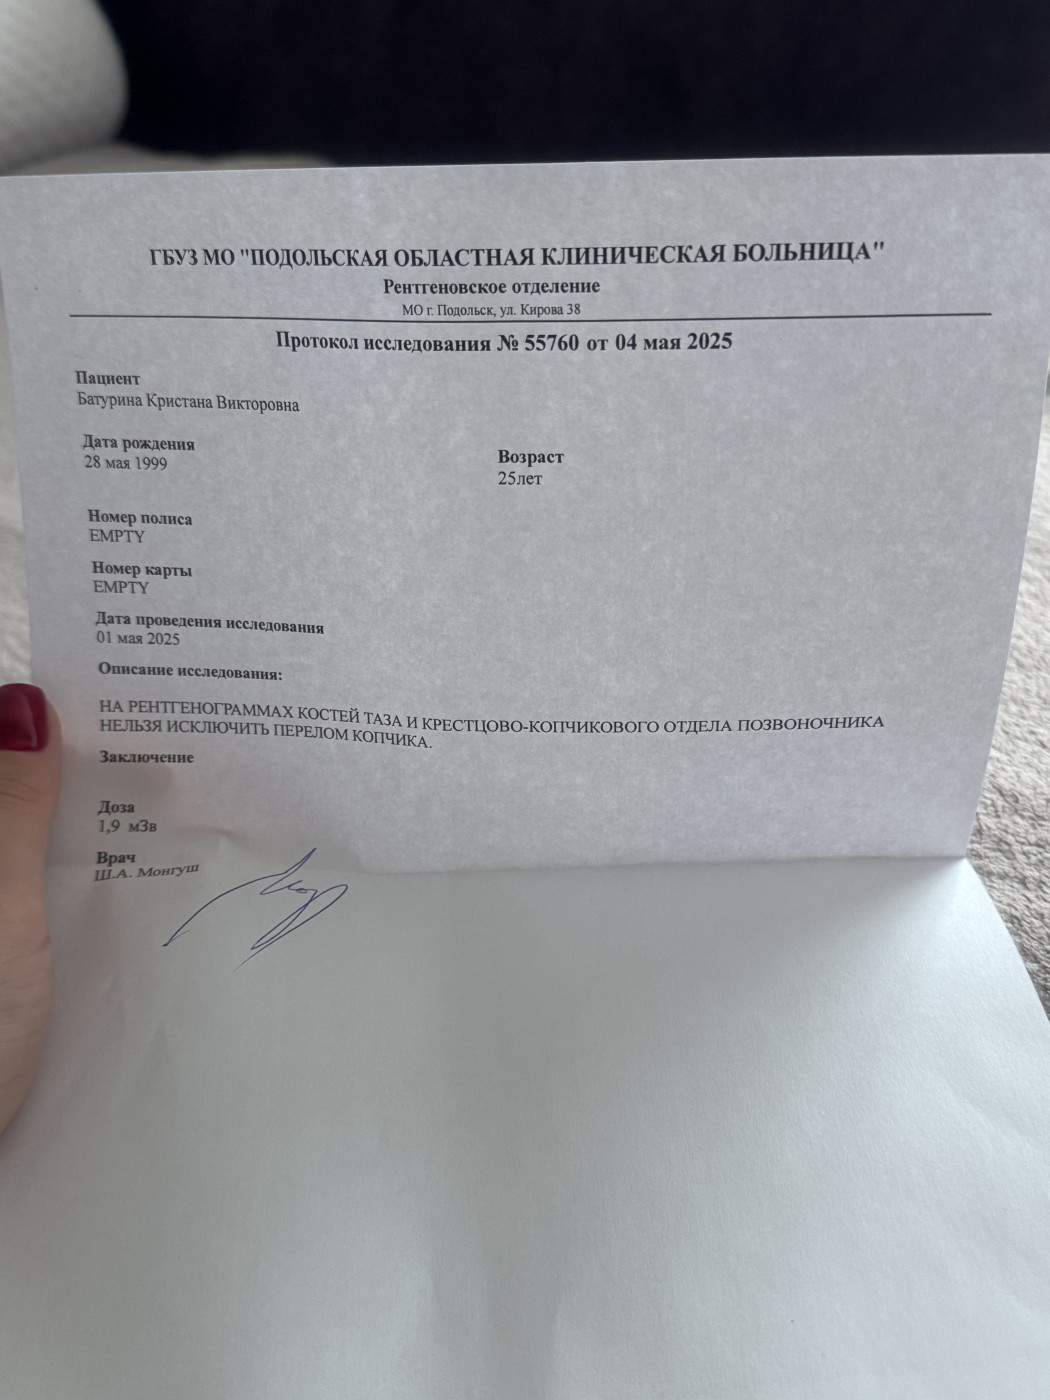 ГБУЗ МО "ПОДОЛЬСКАЯ ОБЛАСТНАЯ КЛИНИЧЕСКАЯ БОЛЬНИЦА"
Рентгеновское отделение
МО г. Подольск, ул. Кирова 38
Протокол исследования № 55760 от 04 мая 2025
Пациент
Батурина Кристана Викторовна
Дата рождения
28 мая 1999
Возраст
25лет
Номер полиса
EMPTY
Номер карты
EMPTY
Дата проведения исследования
01 мая 2025
Описание исследования:
НА РЕНТГЕНОГРАММАХ КОСТЕЙ ТАЗА И КРЕСТЦОВО-КОПЧИКОВОГО ОТДЕЛА ПОЗВОНОЧНИКА
НЕЛЬЗЯ ИСКЛЮЧИТЬ ПЕРЕЛОМ КОПЧИКА.
Заключение
Доза
1,9 мЗв
Врач
Ш.А. Монгуш